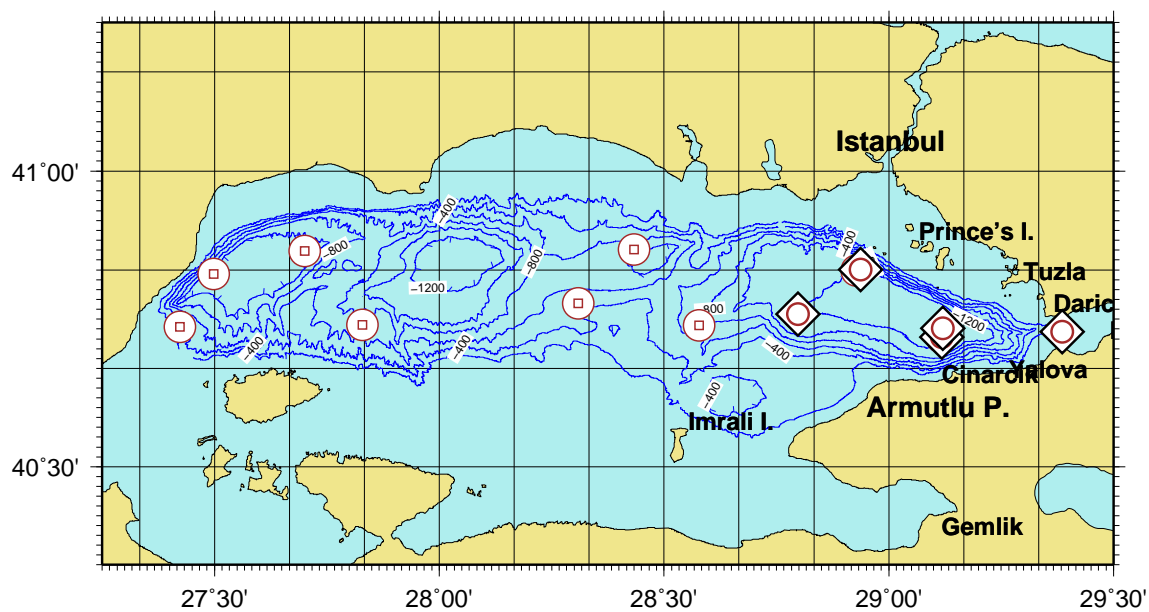 Istanbul
41°00'
−400
−400
Prince's I.
−800
−800
Tuzla
−1200
Daric
−800
−1200
−400
−400
−400
Yalova
Cinarcik
−400
Armutlu P.
Imrali I.
40°30'
Gemlik
27°30'
28°00'
28°30'
29°00'
29°30'